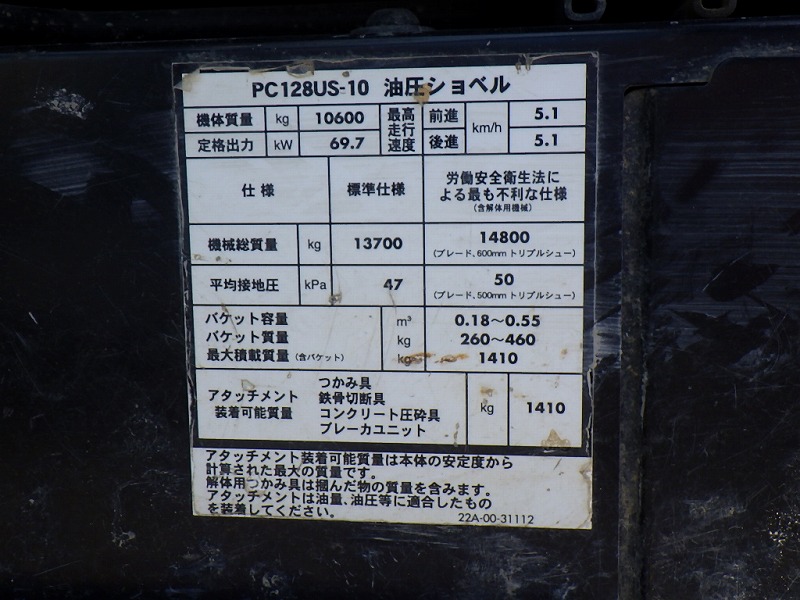 PC128US-10 油圧ショベル
機体質量 kg 10600 最高走行速度 前進 km/h 5.1
定格出力 kW 69.7 後進 5.1
仕様 標準仕様 労働安全衛生法に
よる最も不利な仕様
(含解体用機械)
機械総質量 kg 13700 14800
(ブレード、600mmトリプルシュー)
平均接地圧 kPa 47 50
(ブレード、500mmトリプルシュー)
バケット容量 m³ 0.18〜0.55
バケット質量 kg 260〜460
最大積載質量(含バケット) kg 1410
アタッチメント
装着可能質量
つかみ具
鉄骨切断具
コンクリート圧砕具
ブレーカユニット
kg 1410
アタッチメント装着可能質量は本体の安定度から
計算された最大の質量です。
解体用つかみ具は掴んだ物の質量を含みます。
アタッチメントは油量、油圧等に適合したもの
を装着してください。
22A-00-31112